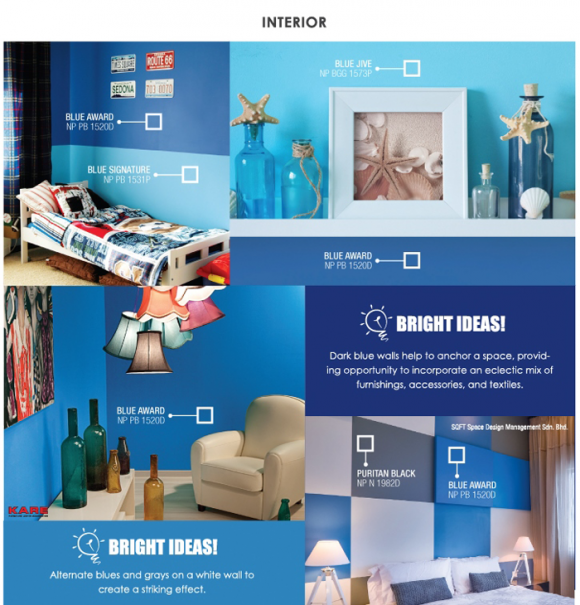 INTERIOR
ROUTE 66
SEDONA
BLUE AWARD
NP PB 1520D
BLUE SIGNATURE
NP PB 1531P
BLUE JIVE
NP BGG 1573P
BLUE AWARD
NP PB 1520D
BLUE AWARD
NP PB 1520D
KARE
BRIGHT IDEAS!
Dark blue walls help to anchor a space, provid-
ing opportunity to incorporate an eclectic mix of
furnishings, accessories, and textiles.
SQFT Space Design Management Sdn. Bhd.
PURITAN BLACK
NP N 1982D
BLUE AWARD
NP PB 1520D
BRIGHT IDEAS!
Alternate blues and grays on a white wall to
create a striking effect.